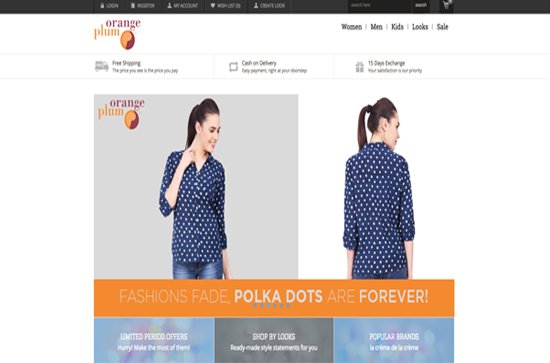 LOGIN REGISTER MY ACCOUNT WISH LIST (0) CREATE LOOK search here search
orange
plum
Women | Men | Kids | Looks | Sale
Free Shipping
The price you see is the price you pay
Cash on Delivery
Easy payment, right at your doorstep
15 Days Exchange
Your satisfaction is our priority
orange
plum
FASHIONS FADE, POLKA DOTS ARE FOREVER!
LIMITED PERIOD OFFERS
Hurry! Make the most of them!
SHOP BY LOOKS
Ready-made style statements for you
POPULAR BRANDS
la crème de la crème